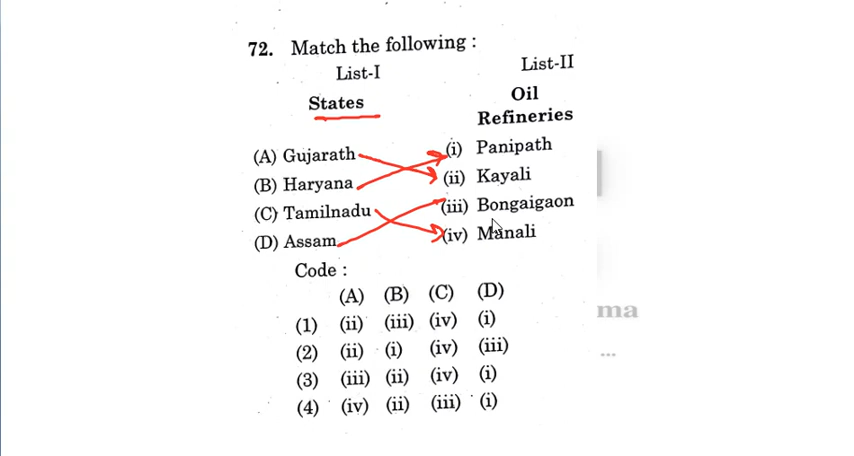 72. Match the following :
List-I List-II
States Oil Refineries
(A) Gujarath (i) Panipath
(B) Haryana (ii) Kayali
(C) Tamilnadu (iii) Bongaigaon
(D) Assam (iv) Manali
Code :
(A) (B) (C) (D)
(1) (ii) (iii) (iv) (i)
(2) (ii) (i) (iv) (iii)
(3) (iii) (ii) (iv) (i)
(4) (iv) (ii) (iii) (i)
ma
...